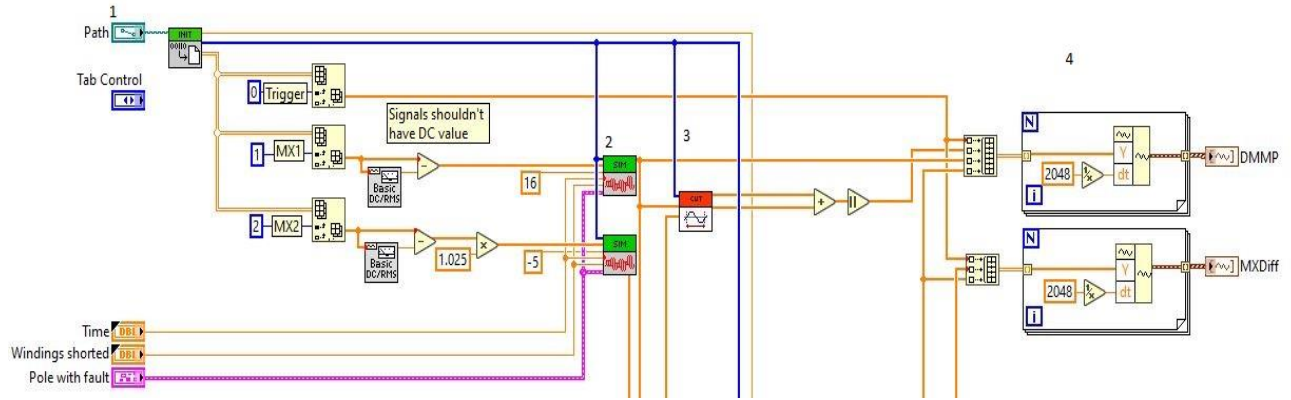 1
Path
INIT
Tab Control
0
Trigger
Signals shouldn't
have DC value
1
MX1
Basic
DC/RMS
2
MX2
Basic
DC/RMS
1.025
16
-5
2
SIM
SIM
3
CUT
4
N
Y
dt
2048
1/x
i
DMMP
N
Y
dt
2048
1/x
i
MXDiff
Time
DBL
Windings shorted
DBL
Pole with fault